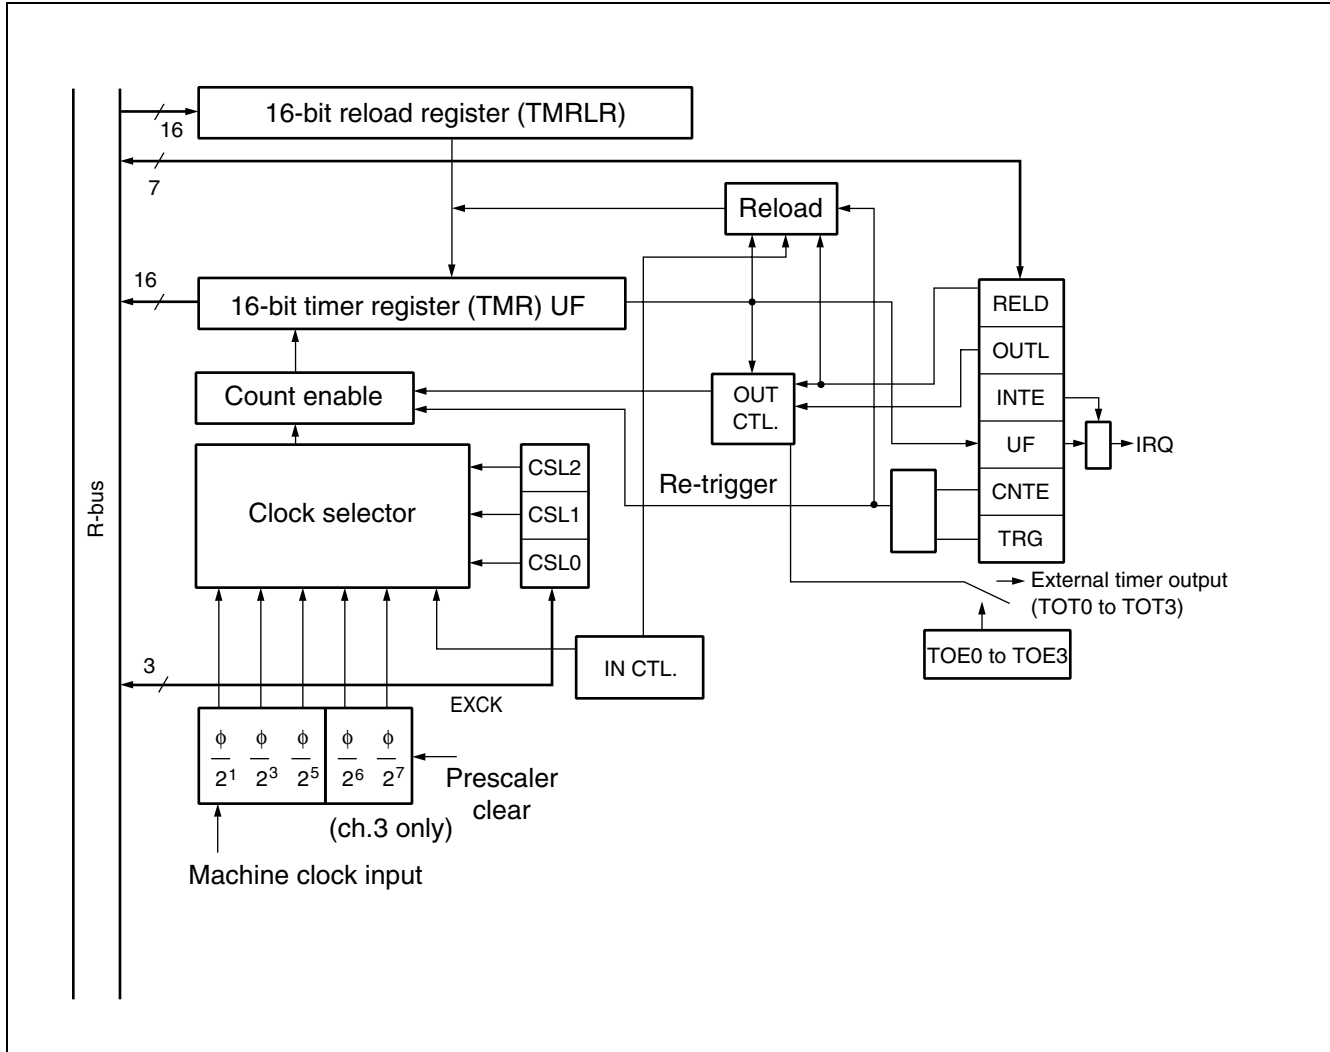 16-bit reload register (TMRLR)
16
7
Reload
16
16-bit timer register (TMR) UF
RELD
OUTL
INTE
UF
CNTE
TRG
Count enable
OUT
CTL.
IRQ
R-bus
Clock selector
CSL2
CSL1
CSL0
Re-trigger
External timer output
(TOT0 to TOT3)
TOE0 to TOE3
IN CTL.
3
EXCK
ϕ ϕ ϕ ϕ ϕ
2¹ 2³ 2⁵ 2⁶ 2⁷
Prescaler
clear
(ch.3 only)
Machine clock input